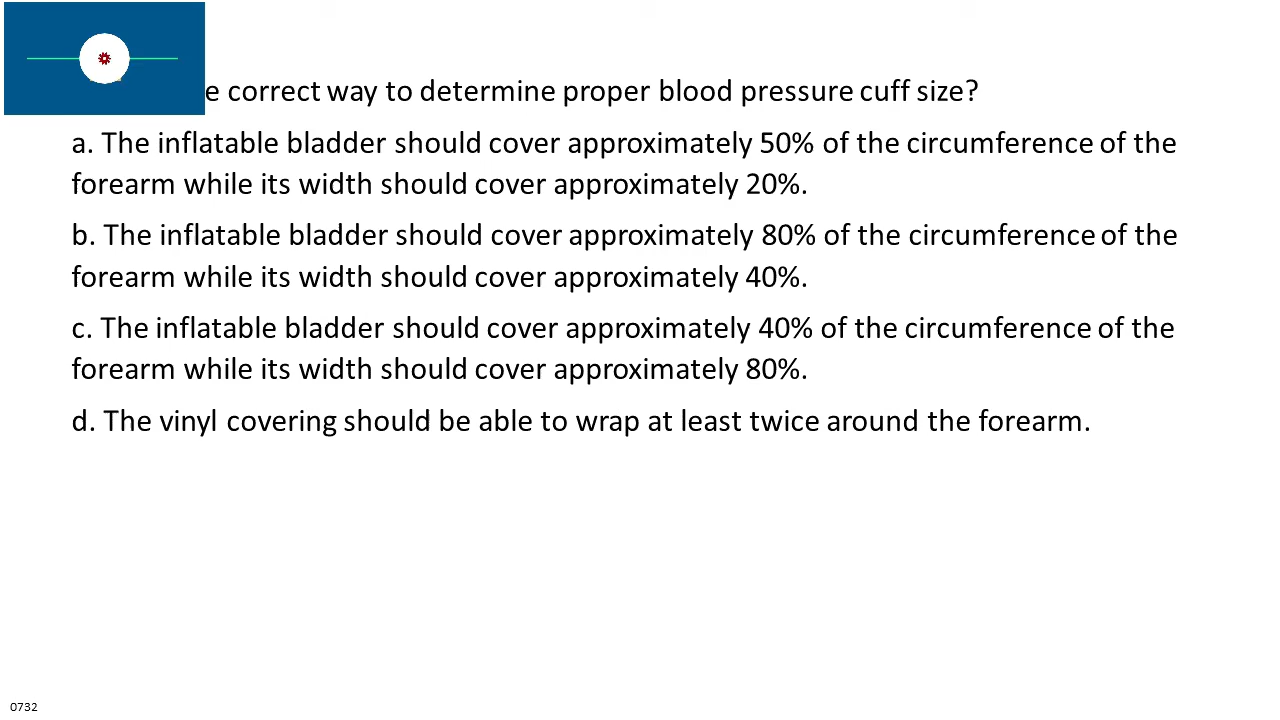 e correct way to determine proper blood pressure cuff size?
a. The inflatable bladder should cover approximately 50% of the circumference of the
forearm while its width should cover approximately 20%.
b. The inflatable bladder should cover approximately 80% of the circumference of the
forearm while its width should cover approximately 40%.
c. The inflatable bladder should cover approximately 40% of the circumference of the
forearm while its width should cover approximately 80%.
d. The vinyl covering should be able to wrap at least twice around the forearm.
0732